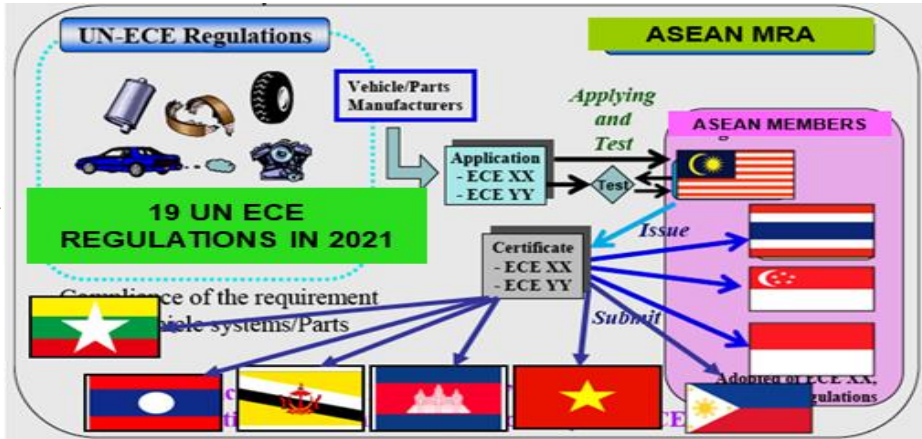 UN-ECE Regulations
ASEAN MRA
Vehicle/Parts
Manufacturers
Applying
and
Test
ASEAN MEMBERS
Application
- ECE XX
- ECE YY
Test
19 UN ECE
REGULATIONS IN 2021
Certificate
- ECE XX
- ECE YY
Issue
Submit
of the requirement
systems/Parts
Adopted of ECE XX,